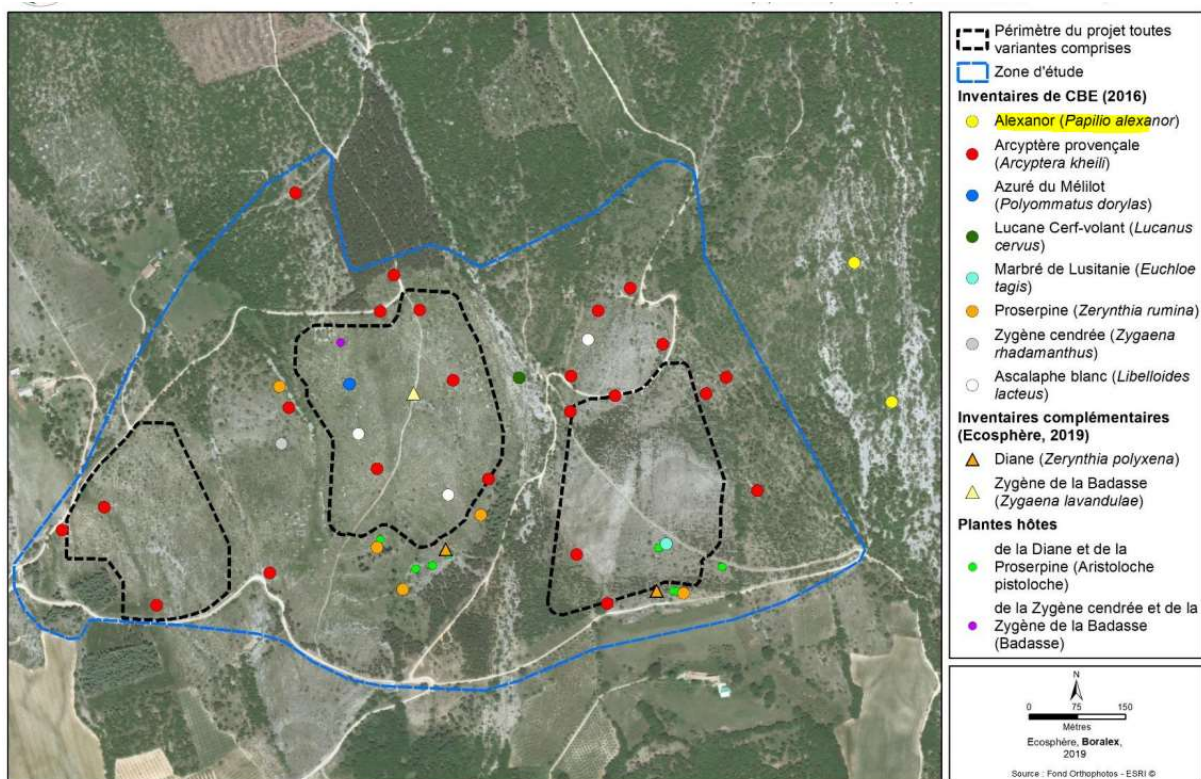 Périmètre du projet toutes
variantes comprises
Zone d'étude
Inventaires de CBE (2016)
Alexanor (Papilio alexanor)
Arcyptère provençale
(Arcyptera kheili)
Azuré du Mélilot
(Polyommatus dorylas)
Lucane Cerf-volant (Lucanus
cervus)
Marbré de Lusitanie (Euchloe
tagis)
Proserpine (Zerynthia rumina)
Zygène cendrée (Zygaena
rhadamanthus)
Ascalaphe blanc (Libelloides
lacteus)
Inventaires complémentaires
(Ecosphère, 2019)
Diane (Zerynthia polyxena)
Zygène de la Badasse
(Zygaena lavandulae)
Plantes hôtes
de la Diane et de la
Proserpine (Aristoloche
pistoloche)
de la Zygène cendrée et de la
Zygène de la Badasse
(Badasse)
N
0 75 150
Mètres
Ecosphère, Boralex,
2019
Source : Fond Orthophotos - ESRI ©